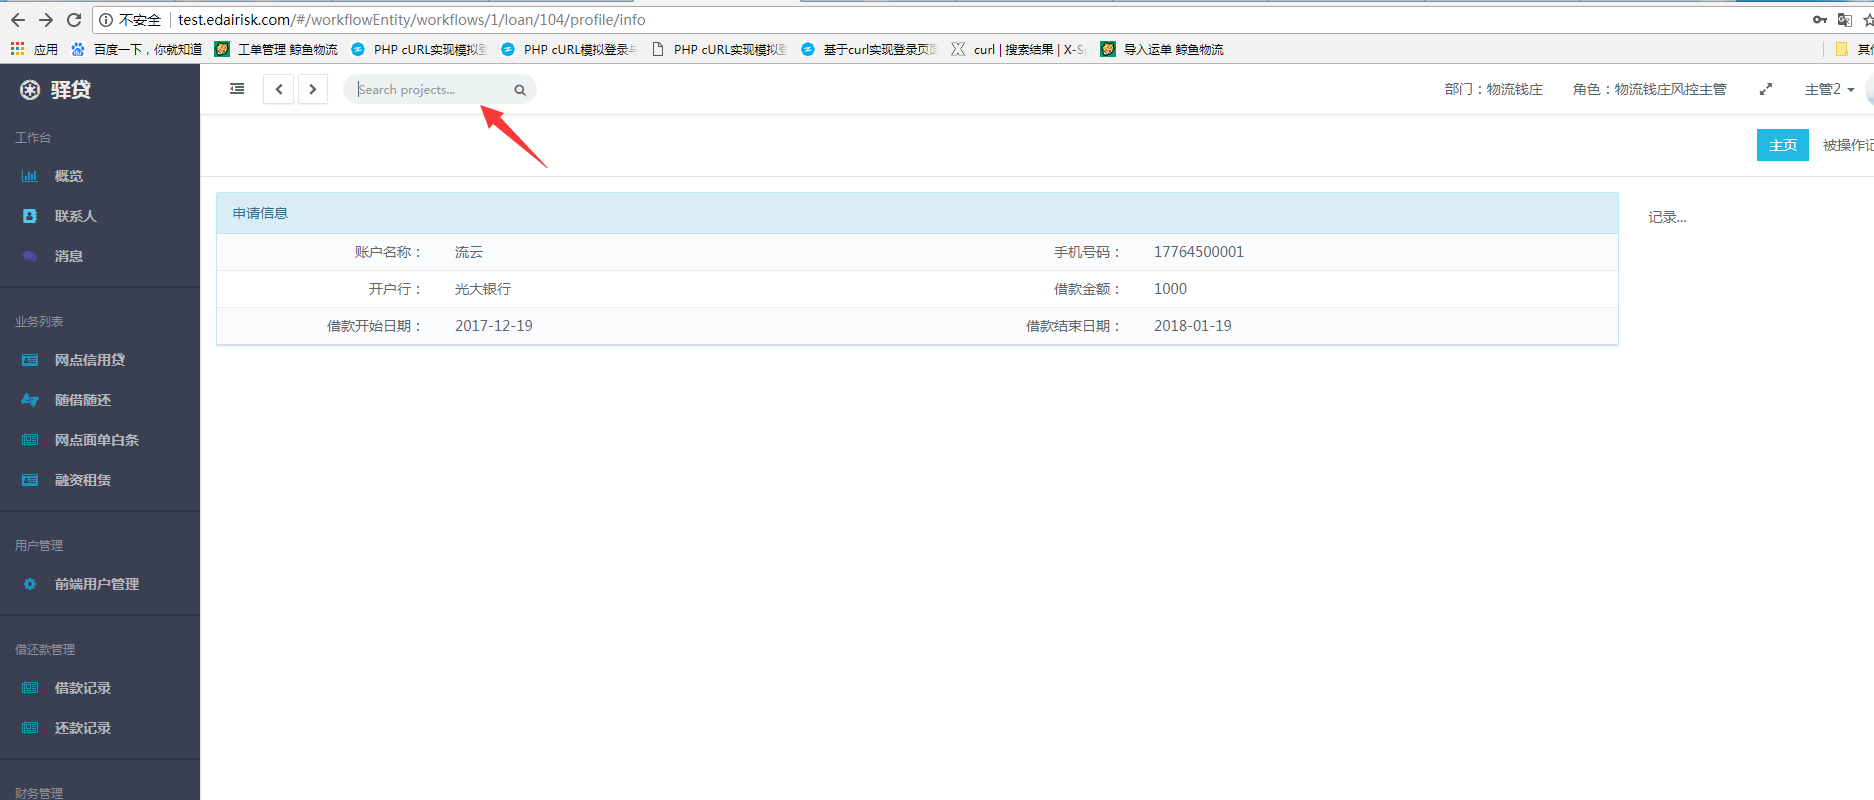 不安全 test.edairisk.com/#/workflowEntity/workflows/1/loan/104/profile/info
应用 百度一下，你就知道 工单管理 鲸鱼物流 PHP cURL实现模拟登 PHP cURL模拟登录与 PHP cURL实现模拟登 基于curl实现登录页面 curl | 搜索结果 | X-Sp 导入运单 鲸鱼物流 其他
驿贷 Search projects... 部门：物流钱庄 角色：物流钱庄风控主管 主管2
主页 被操作记
工作台
概览
联系人
消息
业务列表
网点信用贷
随借随还
网点面单白条
融资租赁
用户管理
前端用户管理
借还款管理
借款记录
还款记录
财务管理
申请信息
账户名称： 流云 手机号码： 17764500001
开户行： 光大银行 借款金额： 1000
借款开始日期： 2017-12-19 借款结束日期： 2018-01-19
记录...